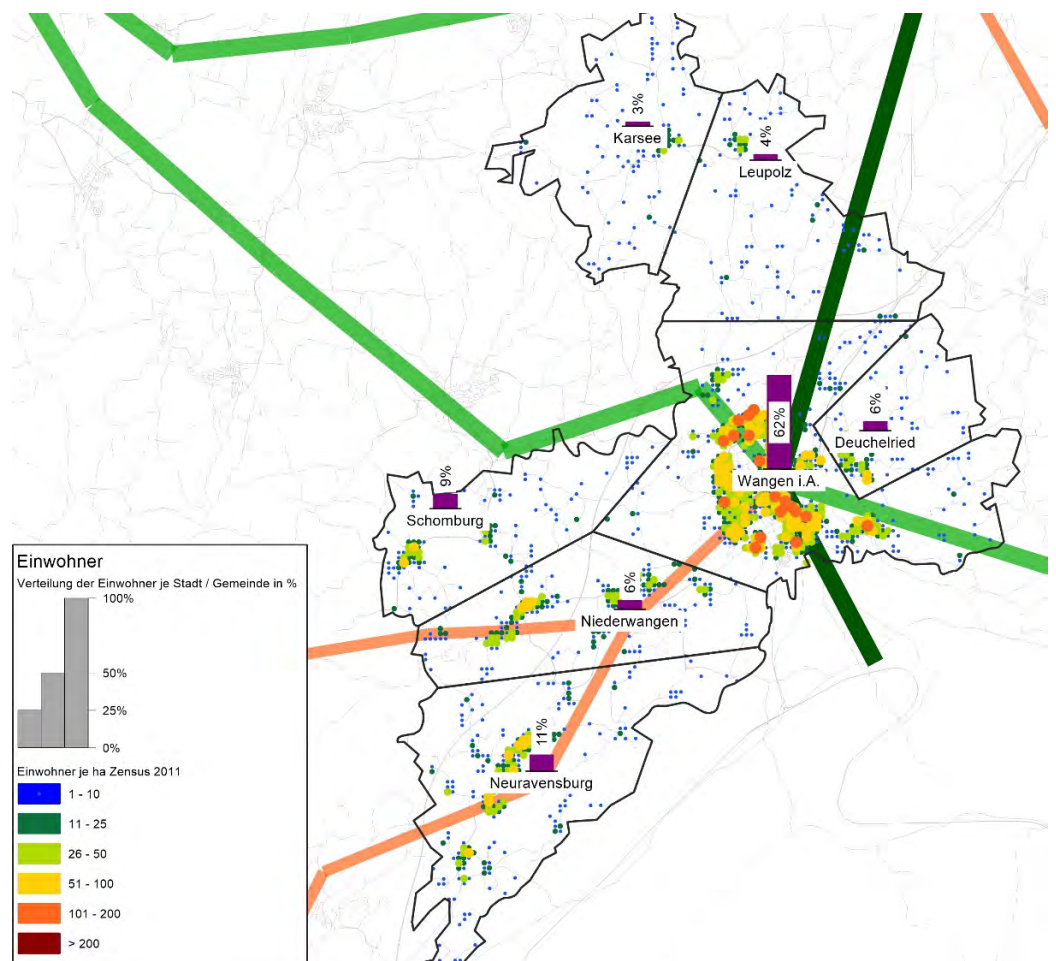 3%
Karsee
4%
Leupolz
62%
Wangen i.A.
6%
Deuchelried
9%
Schomburg
6%
Niederwangen
11%
Neuravensburg
Einwohner
Verteilung der Einwohner je Stadt / Gemeinde in %
100%
50%
25%
0%
Einwohner je ha Zensus 2011
1 - 10
11 - 25
26 - 50
51 - 100
101 - 200
> 200